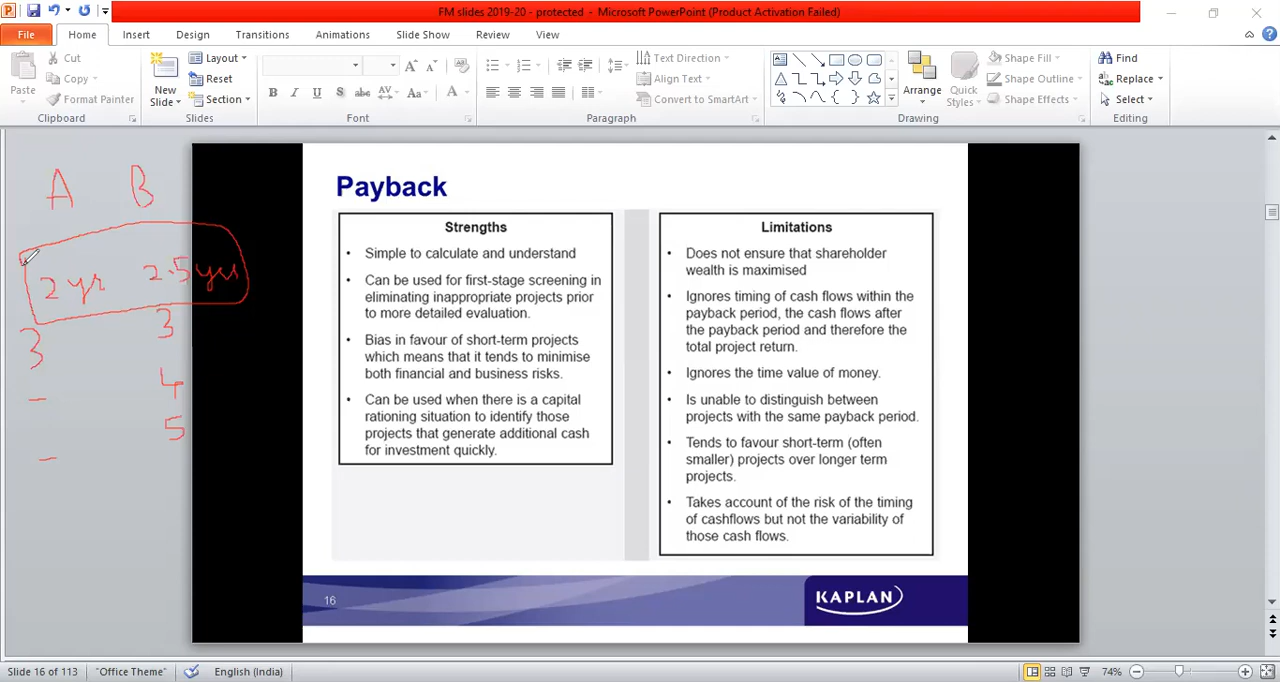 FM slides 2019-20 - protected - Microsoft PowerPoint (Product Activation Failed)
File Home Insert Design Transitions Animations Slide Show Review View
Paste
Cut
Copy
Format Painter
Clipboard
New Slide
Layout
Reset
Section
Slides
B I U S abc AV Aa A
Font
Text Direction
Align Text
Convert to SmartArt
Paragraph
Arrange
Quick Styles
Shape Fill
Shape Outline
Shape Effects
Drawing
Find
Replace
Select
Editing
A B
2 yr 2.5 yr
3 3
- 4
- 5
Payback
Strengths
• Simple to calculate and understand
• Can be used for first-stage screening in
eliminating inappropriate projects prior
to more detailed evaluation.
• Bias in favour of short-term projects
which means that it tends to minimise
both financial and business risks.
• Can be used when there is a capital
rationing situation to identify those
projects that generate additional cash
for investment quickly.
Limitations
• Does not ensure that shareholder
wealth is maximised
• Ignores timing of cash flows within the
payback period, the cash flows after
the payback period and therefore the
total project return.
• Ignores the time value of money.
• Is unable to distinguish between
projects with the same payback period.
• Tends to favour short-term (often
smaller) projects over longer term
projects.
• Takes account of the risk of the timing
of cashflows but not the variability of
those cash flows.
16
KAPLAN
Slide 16 of 113 "Office Theme" English (India) 74%